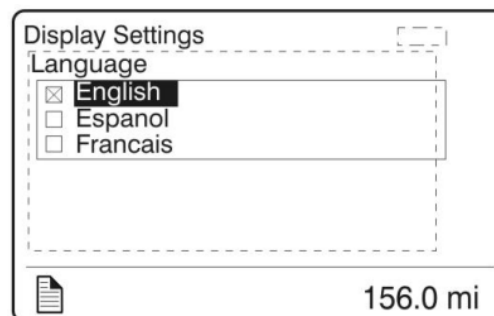 Display Settings
Language
English
Espanol
Francais
156.0 mi